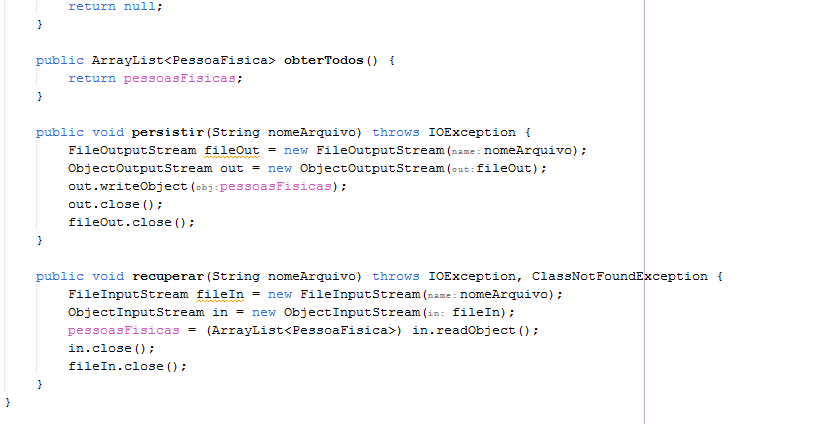 return null;
    }

    public ArrayList<PessoaFisica> obterTodos() {
        return pessoasFisicas;
    }

    public void persistir(String nomeArquivo) throws IOException {
        FileOutputStream fileOut = new FileOutputStream(name: nomeArquivo);
        ObjectOutputStream out = new ObjectOutputStream(out: fileOut);
        out.writeObject(obj: pessoasFisicas);
        out.close();
        fileOut.close();
    }

    public void recuperar(String nomeArquivo) throws IOException, ClassNotFoundException {
        FileInputStream fileIn = new FileInputStream(name: nomeArquivo);
        ObjectInputStream in = new ObjectInputStream(in: fileIn);
        pessoasFisicas = (ArrayList<PessoaFisica>) in.readObject();
        in.close();
        fileIn.close();
    }
}